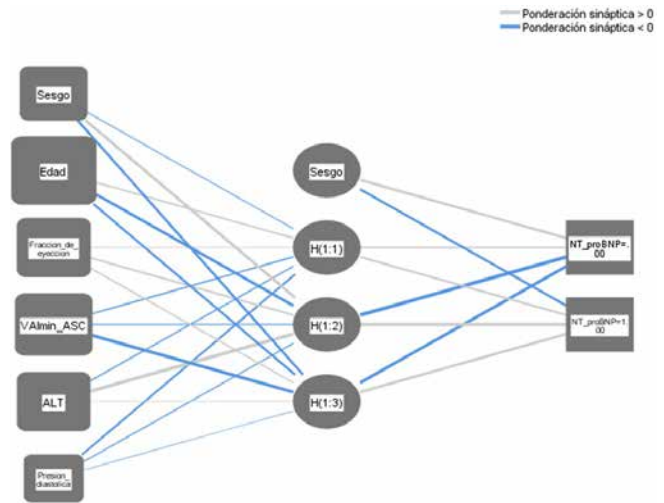 Ponderación sináptica > 0
Ponderación sináptica < 0
Sesgo
Edad
Fraccion_de_
eyeccion
VAImin_ASC
ALT
Presion_
diastolica
Sesgo
H(1:1)
H(1:2)
H(1:3)
NT_proBNP=.
00
NT_proBNP=1.
00